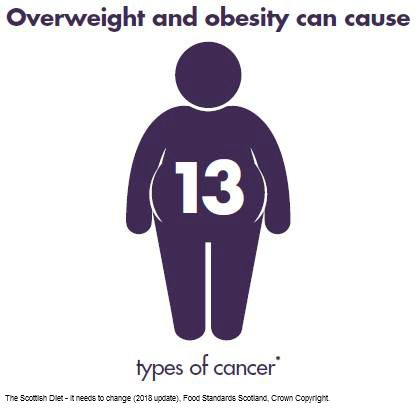 Overweight and obesity can cause
13
types of cancer*
The Scottish Diet - it needs to change (2018 update), Food Standards Scotland, Crown Copyright.